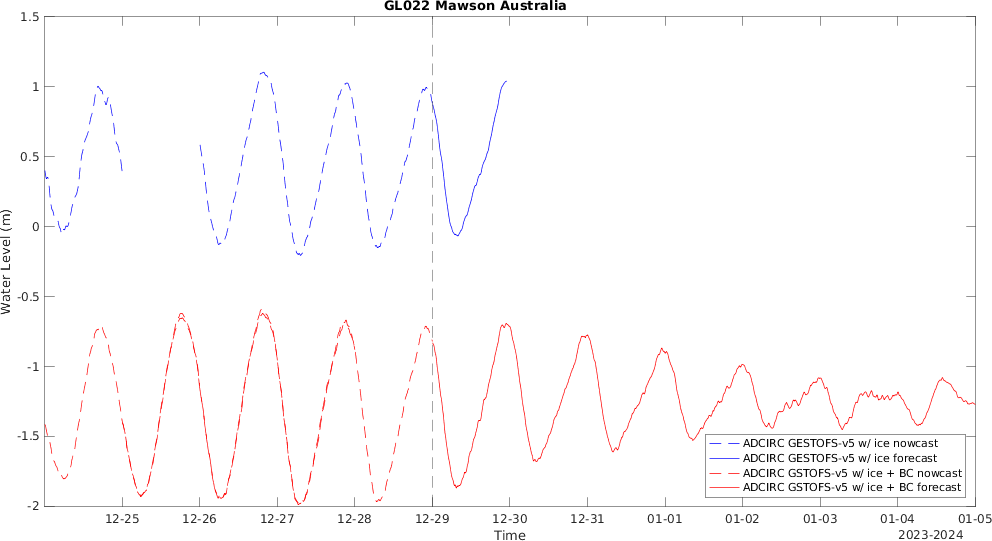 GL022 Mawson Australia
1.5
1
0.5
0
-0.5
-1
-1.5
-2
Water Level (m)
ADCIRC GESTOFS-v5 w/ ice nowcast
ADCIRC GESTOFS-v5 w/ ice forecast
ADCIRC GSTOFS-v5 w/ ice + BC nowcast
ADCIRC GSTOFS-v5 w/ ice + BC forecast
12-25 12-26 12-27 12-28 12-29 12-30 12-31 01-01 01-02 01-03 01-04 01-05
Time
2023-2024